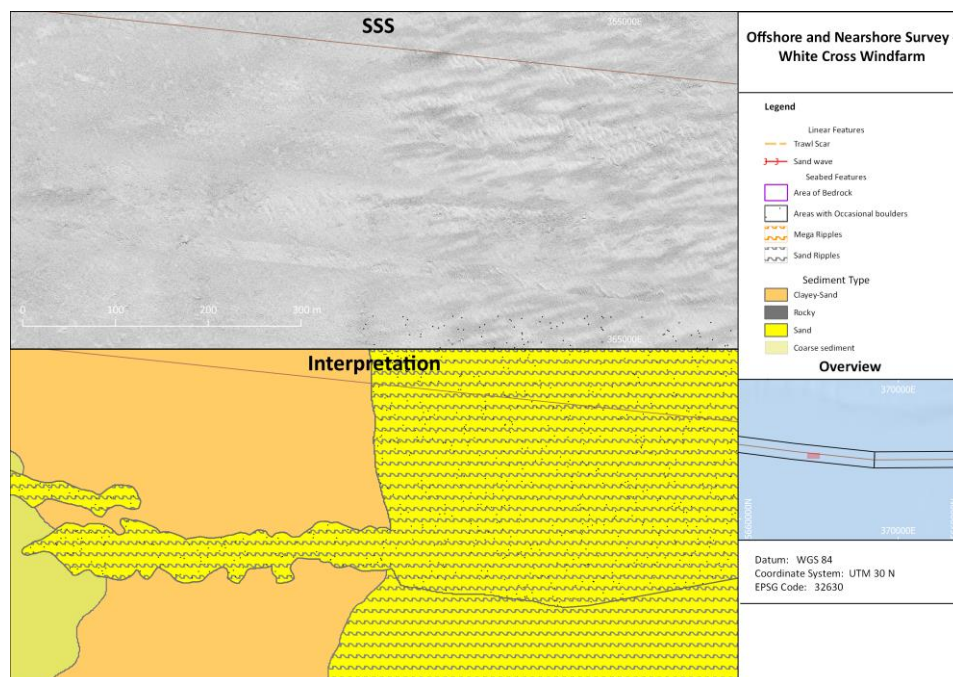 SSS
365000E
0 100 200 300 m
365000E
Interpretation
Offshore and Nearshore Survey -
White Cross Windfarm
Legend
Linear Features
Trawl Scar
Sand wave
Seabed Features
Area of Bedrock
Areas with Occasional boulders
Mega Ripples
Sand Ripples
Sediment Type
Clayey-Sand
Rocky
Sand
Coarse sediment
Overview
370000E
5660000N
370000E
Datum: WGS 84
Coordinate System: UTM 30 N
EPSG Code: 32630